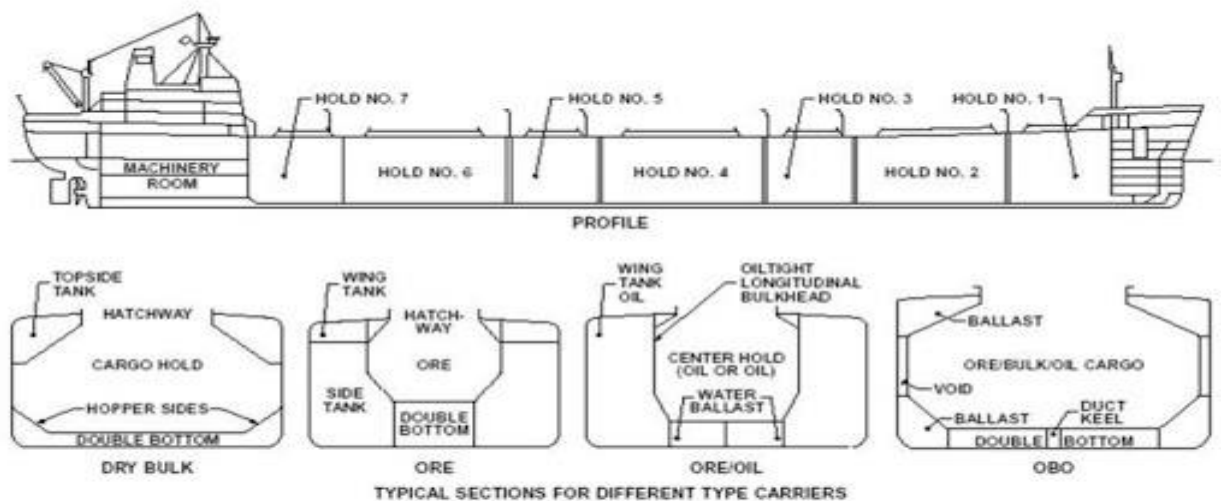 HOLD NO. 7
HOLD NO. 5
HOLD NO. 3
HOLD NO. 1
MACHINERY
ROOM
HOLD NO. 6
HOLD NO. 4
HOLD NO. 2
PROFILE
TOPSIDE
TANK
HATCHWAY
CARGO HOLD
HOPPER SIDES
DOUBLE BOTTOM
DRY BULK
WING
TANK
HATCH-
WAY
ORE
SIDE
TANK
DOUBLE
BOTTOM
ORE
WING
TANK
OIL
OILTIGHT
LONGITUDINAL
BULKHEAD
CENTER HOLD
(OIL OR OIL)
WATER
BALLAST
ORE/OIL
BALLAST
ORE/BULK/OIL CARGO
VOID
BALLAST
DUCT
KEEL
DOUBLE BOTTOM
OBO
TYPICAL SECTIONS FOR DIFFERENT TYPE CARRIERS